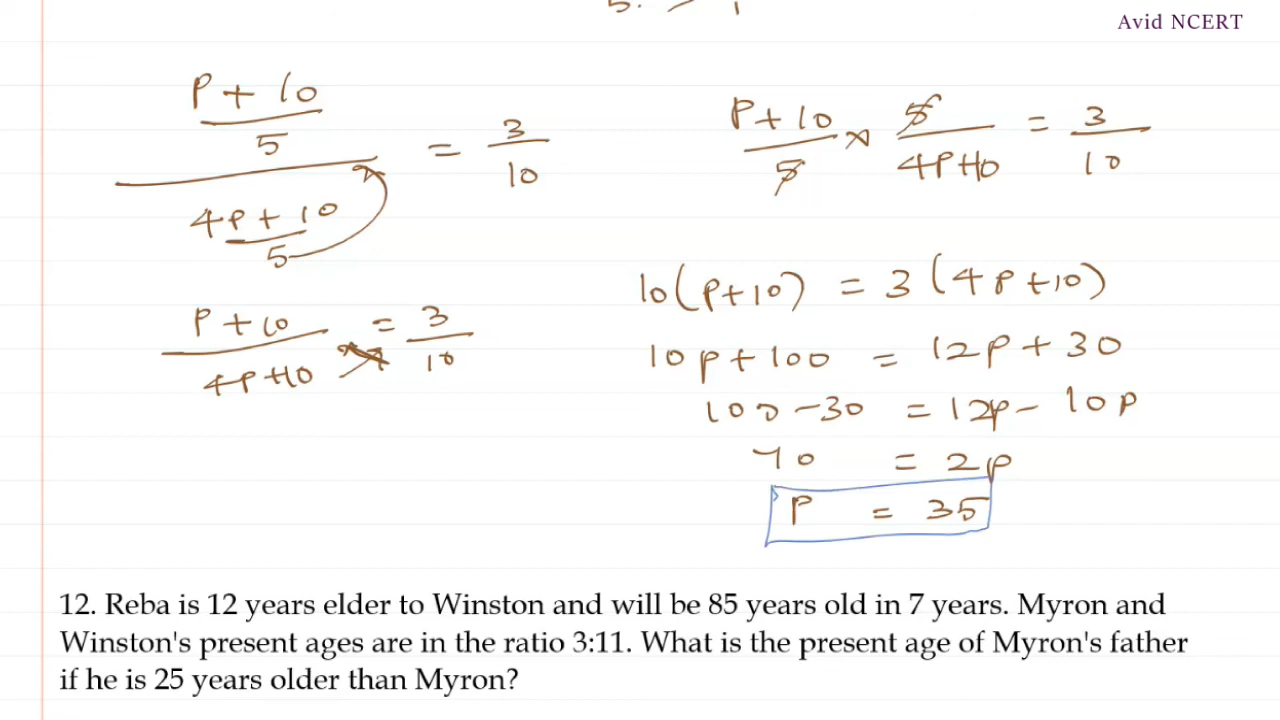 Avid NCERT
P + 10
5
= 3
10
4P + 10
5
P + 10 × 5 = 3
5 4P+10 10
10(P+10) = 3(4P+10)
P + 10 = 3
4P+10 10
10P + 100 = 12P + 30
100 - 30 = 12P - 10P
70 = 2P
P = 35
12. Reba is 12 years elder to Winston and will be 85 years old in 7 years. Myron and
Winston's present ages are in the ratio 3:11. What is the present age of Myron's father
if he is 25 years older than Myron?